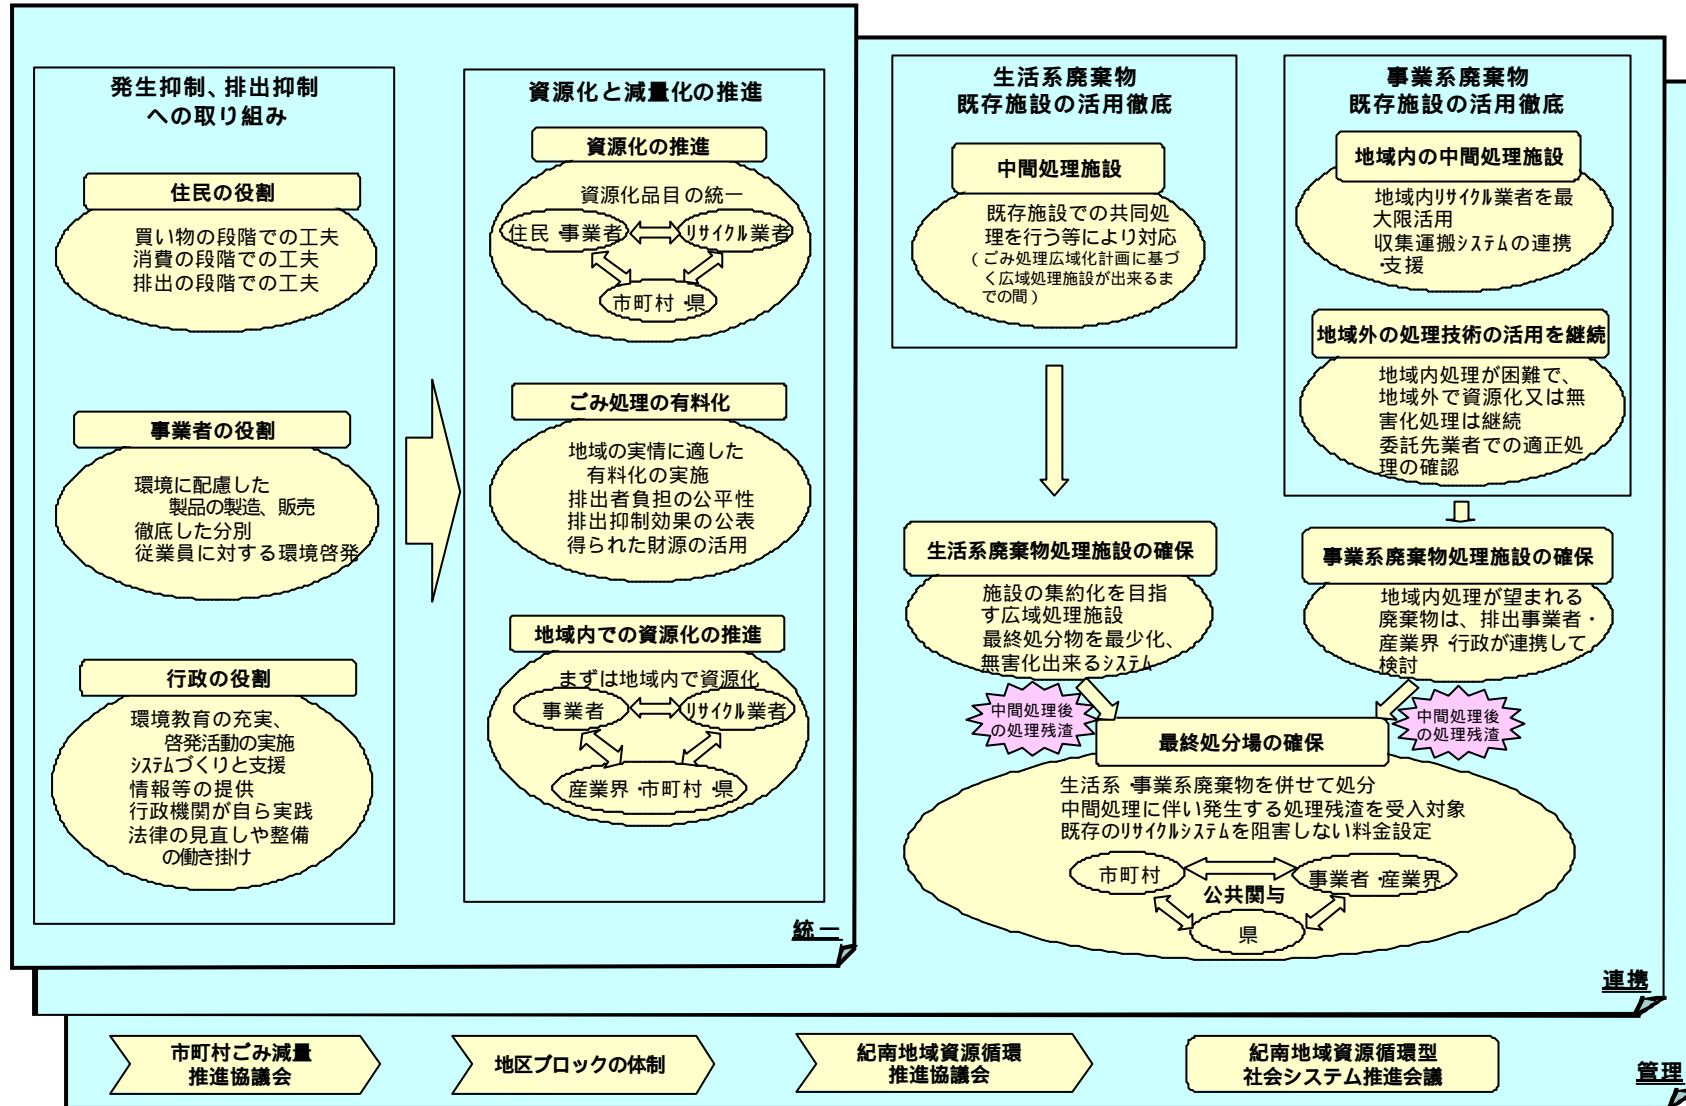 発生抑制、排出抑制
への取り組み
住民の役割
買い物の段階での工夫
消費の段階での工夫
排出の段階での工夫
事業者の役割
環境に配慮した
製品の製造、販売
徹底した分別
従業員に対する環境啓発
行政の役割
環境教育の充実、
啓発活動の実施
システムづくりと支援
情報等の提供
行政機関が自ら実践
法律の見直しや整備
の働き掛け
資源化と減量化の推進
資源化の推進
資源化品目の統一
住民・事業者
リサイクル業者
市町村・県
ごみ処理の有料化
地域の実情に適した
有料化の実施
排出者負担の公平性
排出抑制効果の公表
得られた財源の活用
地域内での資源化の推進
まずは地域内で資源化
事業者
リサイクル業者
産業界・市町村・県
統一
生活系廃棄物
既存施設の活用徹底
中間処理施設
既存施設での共同処
理を行う等により対応
(ごみ処理広域化計画に基づ
く広域処理施設が出来るま
での間)
生活系廃棄物処理施設の確保
施設の集約化を目指
す広域処理施設
最終処分物を最少化、
無害化出来るシステム
中間処理後
の処理残渣
事業系廃棄物
既存施設の活用徹底
地域内の中間処理施設
地域内リサイクル業者を最
大限活用
収集運搬システムの連携
・支援
地域外の処理技術の活用を継続
地域内処理が困難で、
地域外で資源化又は無
害化処理は継続
委託先業者での適正処
理の確認
事業系廃棄物処理施設の確保
地域内処理が望まれる
廃棄物は、排出事業者・
産業界・行政が連携して
検討
中間処理後
の処理残渣
最終処分場の確保
生活系・事業系廃棄物を併せて処分
中間処理に伴い発生する処理残渣を受入対象
既存のリサイクルシステムを阻害しない料金設定
市町村
事業者・産業界
公共関与
県
連携
市町村ごみ減量
推進協議会
地区ブロックの体制
紀南地域資源循環
推進協議会
紀南地域資源循環型
社会システム推進会議
管理